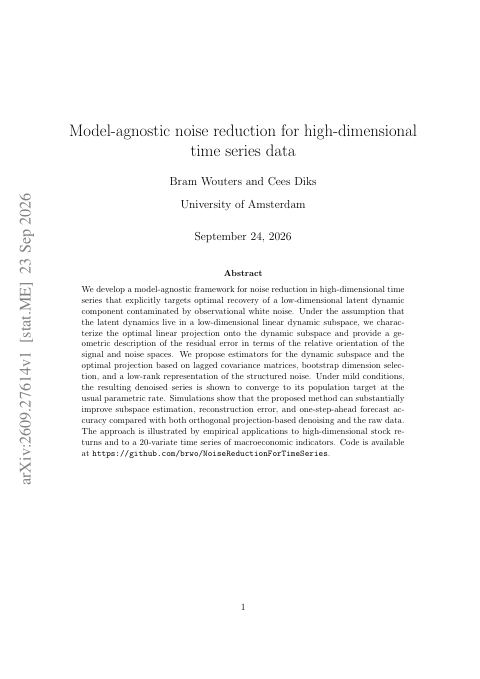 Model-agnostic noise reduction for high-dimensional
time series data
Bram Wouters and Cees Diks
University of Amsterdam
September 24, 2026
Abstract
We develop a model-agnostic framework for noise reduction in high-dimensional time
series that explicitly targets optimal recovery of a low-dimensional latent dynamic
component contaminated by observational white noise. Under the assumption that
the latent dynamics live in a low-dimensional linear dynamic subspace, we charac-
terize the optimal linear projection onto the dynamic subspace and provide a ge-
ometric description of the residual error in terms of the relative orientation of the
signal and noise spaces. We propose estimators for the dynamic subspace and the
optimal projection based on lagged covariance matrices, bootstrap dimension selec-
tion, and a low-rank representation of the structured noise. Under mild conditions,
the resulting denoised series is shown to converge to its population target at the
usual parametric rate. Simulations show that the proposed method can substantially
improve subspace estimation, reconstruction error, and one-step-ahead forecast ac-
curacy compared with both orthogonal projection-based denoising and the raw data.
The approach is illustrated by empirical applications to high-dimensional stock re-
turns and to a 20-variate time series of macroeconomic indicators. Code is available
at https://github.com/brwo/NoiseReductionForTimeSeries.
1
arXiv:2609.27614v1 [stat.ME] 23 Sep 2026